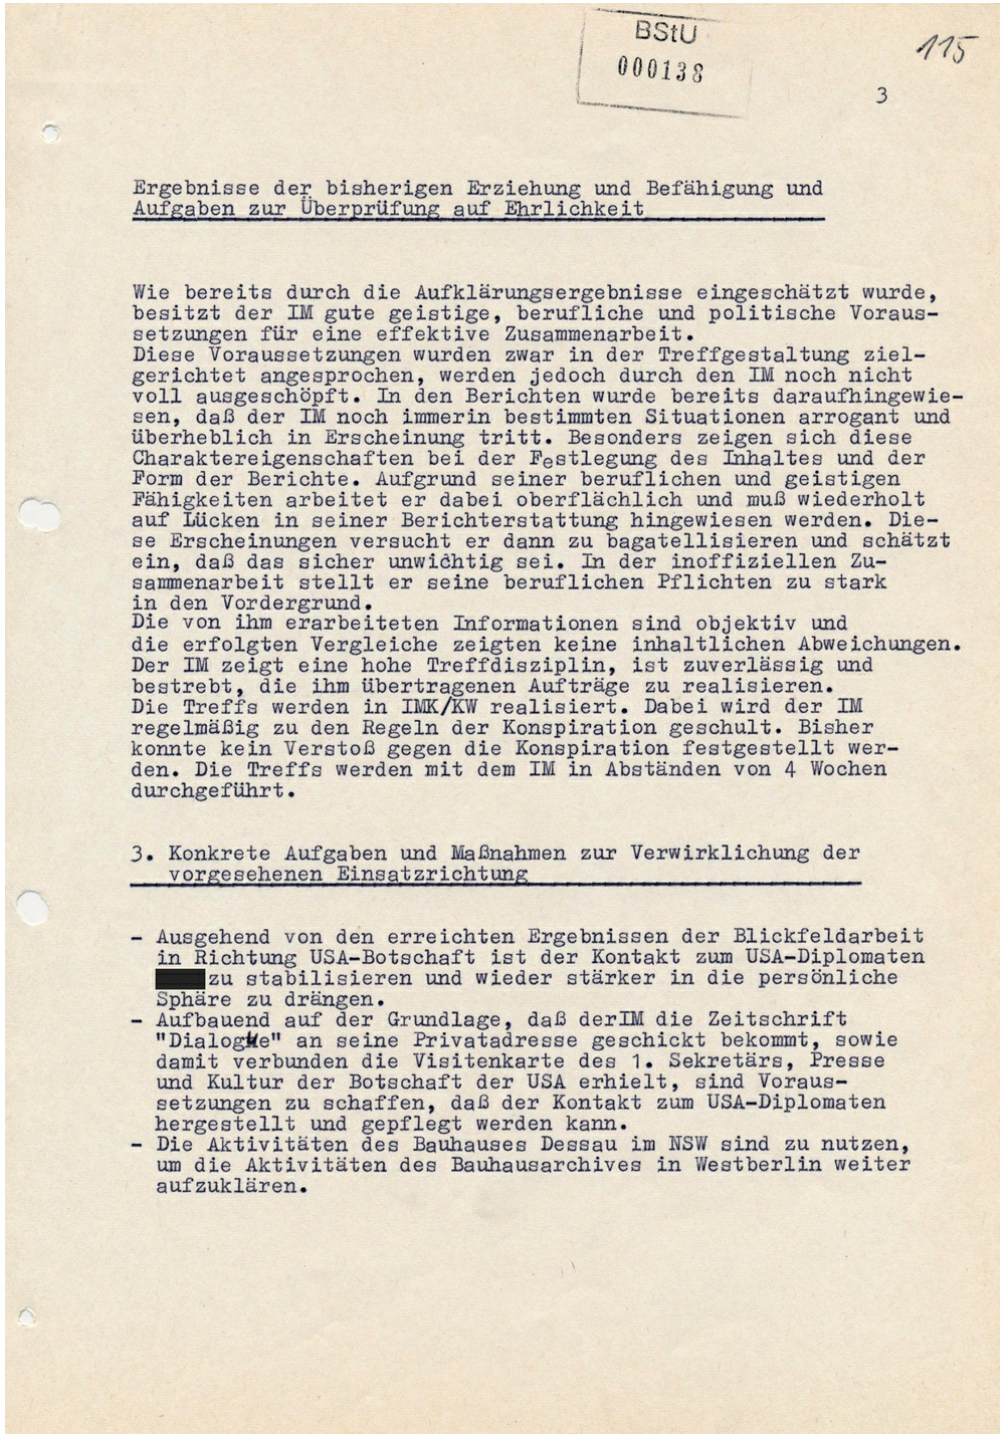 BStU
000138
115
3
Ergebnisse der bisherigen Erziehung und Befähigung und
Aufgaben zur Überprüfung auf Ehrlichkeit
Wie bereits durch die Aufklärungsergebnisse eingeschätzt wurde,
besitzt der IM gute geistige, berufliche und politische Voraus-
setzungen für eine effektive Zusammenarbeit.
Diese Voraussetzungen wurden zwar in der Treffgestaltung ziel-
gerichtet angesprochen, werden jedoch durch den IM noch nicht
voll ausgeschöpft. In den Berichten wurde bereits daraufhingewie-
sen, daß der IM noch immerin bestimmten Situationen arrogant und
überheblich in Erscheinung tritt. Besonders zeigen sich diese
Charaktereigenschaften bei der Festlegung des Inhaltes und der
Form der Berichte. Aufgrund seiner beruflichen und geistigen
Fähigkeiten arbeitet er dabei oberflächlich und muß wiederholt
auf Lücken in seiner Berichterstattung hingewiesen werden. Die-
se Erscheinungen versucht er dann zu bagatellisieren und schätzt
ein, daß das sicher unwichtig sei. In der inoffiziellen Zu-
sammenarbeit stellt er seine beruflichen Pflichten zu stark
in den Vordergrund.
Die von ihm erarbeiteten Informationen sind objektiv und
die erfolgten Vergleiche zeigten keine inhaltlichen Abweichungen.
Der IM zeigt eine hohe Treffdisziplin, ist zuverlässig und
bestrebt, die ihm übertragenen Aufträge zu realisieren.
Die Treffs werden in IMK/KW realisiert. Dabei wird der IM
regelmäßig zu den Regeln der Konspiration geschult. Bisher
konnte kein Verstoß gegen die Konspiration festgestellt wer-
den. Die Treffs werden mit dem IM in Abständen von 4 Wochen
durchgeführt.
3. Konkrete Aufgaben und Maßnahmen zur Verwirklichung der
vorgesehenen Einsatzrichtung
- Ausgehend von den erreichten Ergebnissen der Blickfeldarbeit
in Richtung USA-Botschaft ist der Kontakt zum USA-Diplomaten
zu stabilisieren und wieder stärker in die persönliche
Sphäre zu drängen.
- Aufbauend auf der Grundlage, daß derIM die Zeitschrift
"Dialogue" an seine Privatadresse geschickt bekommt, sowie
damit verbunden die Visitenkarte des 1. Sekretärs, Presse
und Kultur der Botschaft der USA erhielt, sind Voraus-
setzungen zu schaffen, daß der Kontakt zum USA-Diplomaten
hergestellt und gepflegt werden kann.
- Die Aktivitäten des Bauhauses Dessau im NSW sind zu nutzen,
um die Aktivitäten des Bauhausarchives in Westberlin weiter
aufzuklären.